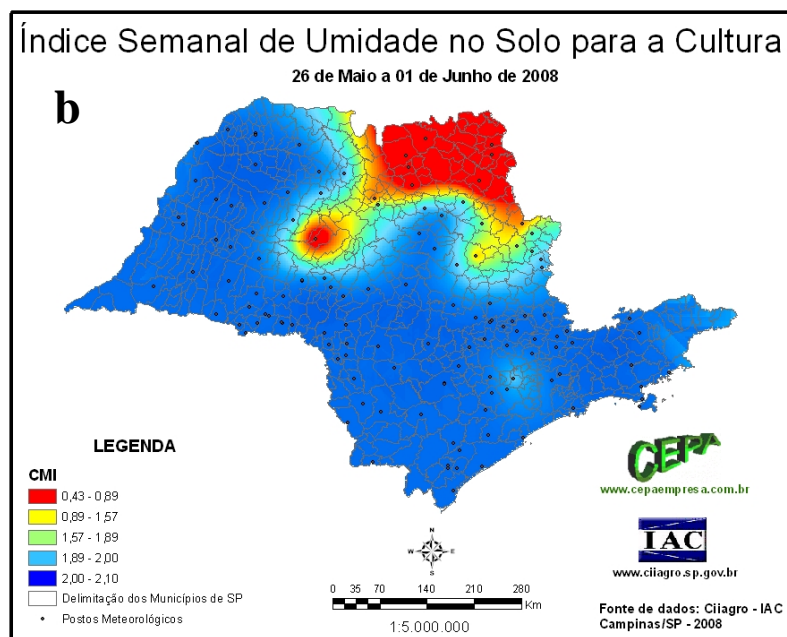 Índice Semanal de Umidade no Solo para a Cultura
26 de Maio a 01 de Junho de 2008
b
LEGENDA
CMI
0,43 - 0,89
0,89 - 1,57
1,57 - 1,89
1,89 - 2,00
2,00 - 2,10
Delimitação dos Municípios de SP
Postos Meteorológicos
N
W E
S
0 35 70 140 210 280
Km
1:5.000.000
CEPA
www.cepaempresa.com.br
IAC
www.ciiagro.sp.gov.br
Fonte de dados: Ciiagro - IAC
Campinas/SP - 2008